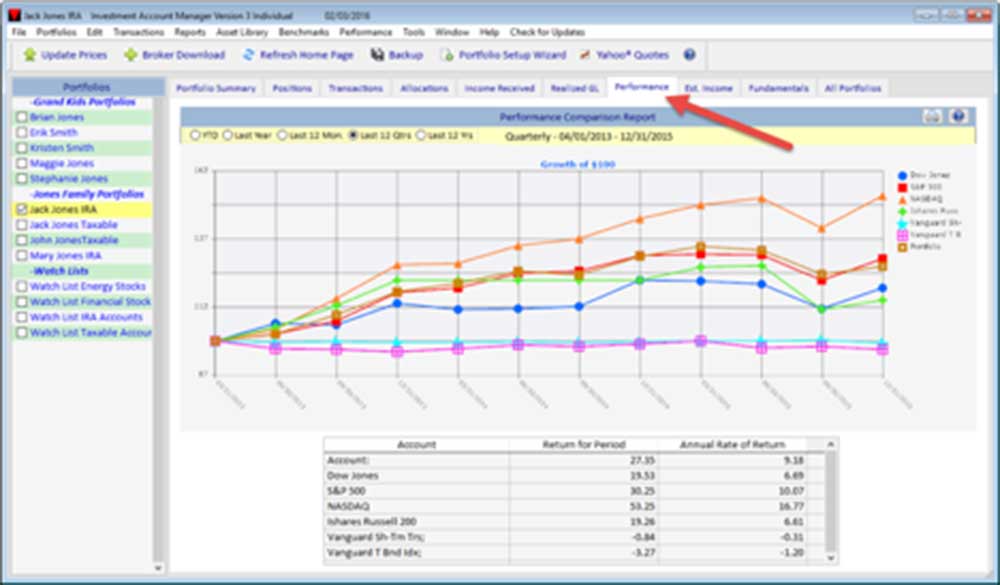 Jack Jones IRA Investment Account Manager Version 3 Individual 02/03/2016
File Portfolios Edit Transactions Reports Asset Library Benchmarks Performance Tools Window Help Check for Updates
Update Prices Broker Download Refresh Home Page Backup Portfolio Setup Wizard Yahoo® Quotes
Portfolios
Portfolio Summary Positions Transactions Allocations Income Received Realized GL Performance Est. Income Fundamentals All Portfolios
-Grand Kids Portfolios
Brian Jones
Erik Smith
Kristen Smith
Maggie Jones
Stephanie Jones
-Jones Family Portfolios
Jack Jones IRA
Jack Jones Taxable
John JonesTaxable
Mary Jones IRA
-Watch Lists
Watch List Energy Stocks
Watch List Financial Stock
Watch List IRA Accounts
Watch List Taxable Accour
Performance Comparison Report
YTD Last Year Last 12 Mon. Last 12 Qtrs Last 12 Yrs Quarterly - 04/01/2013 - 12/31/2015
Growth of $100
162
137
112
87
Dow Jones
S&P 500
NASDAQ
Ishares Russ
Vanguard Sh-
Vanguard T B
Portfolio
Account Return for Period Annual Rate of Return
Account: 27.35 9.18
Dow Jones 19.53 6.69
S&P 500 30.25 10.07
NASDAQ 53.25 16.77
Ishares Russell 200 19.26 6.61
Vanguard Sh-Tm Trs; -0.84 -0.31
Vanguard T Bnd Idx; -3.27 -1.20